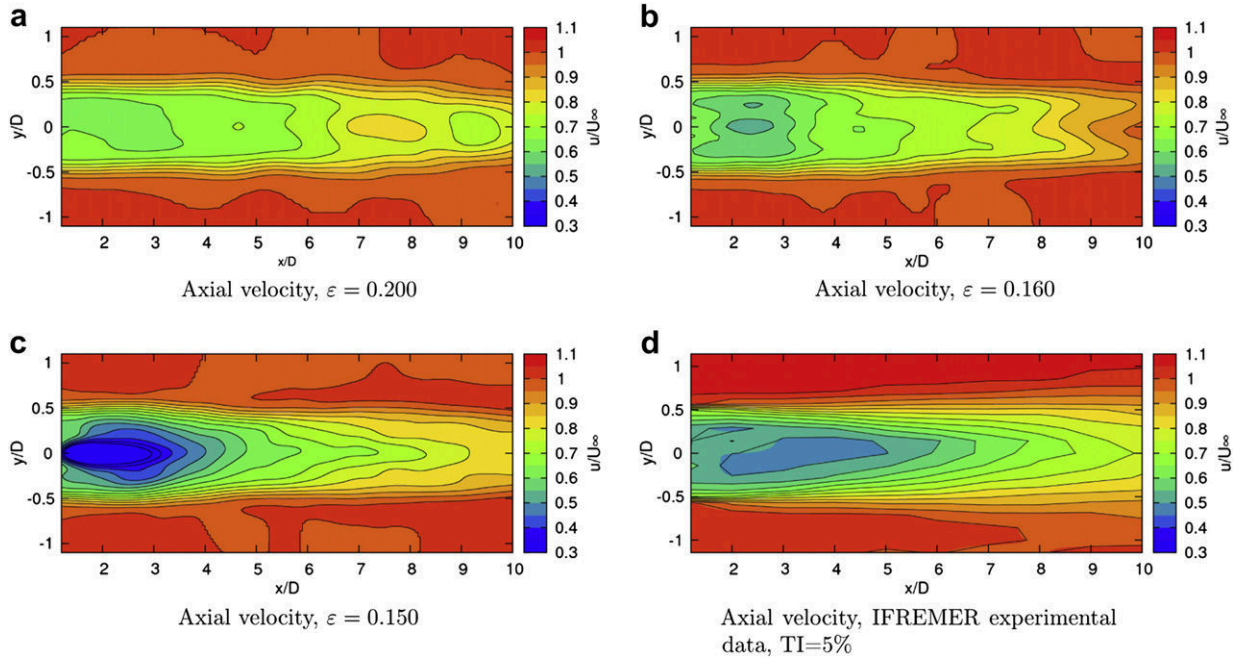 a
b
1
0.5
0
-0.5
-1
y/D
2 3 4 5 6 7 8 9 10
x/D
1.1
1
0.9
0.8
0.7
0.6
0.5
0.4
0.3
u/U∞
Axial velocity, ε = 0.200
1
0.5
0
-0.5
-1
y/D
2 3 4 5 6 7 8 9 10
x/D
1.1
1
0.9
0.8
0.7
0.6
0.5
0.4
0.3
u/U∞
Axial velocity, ε = 0.160
c
d
1
0.5
0
-0.5
-1
y/D
2 3 4 5 6 7 8 9 10
x/D
1.1
1
0.9
0.8
0.7
0.6
0.5
0.4
0.3
u/U∞
Axial velocity, ε = 0.150
1
0.5
0
-0.5
-1
y/D
2 3 4 5 6 7 8 9 10
x/D
1.1
1
0.9
0.8
0.7
0.6
0.5
0.4
0.3
u/U∞
Axial velocity, IFREMER experimental
data, TI=5%